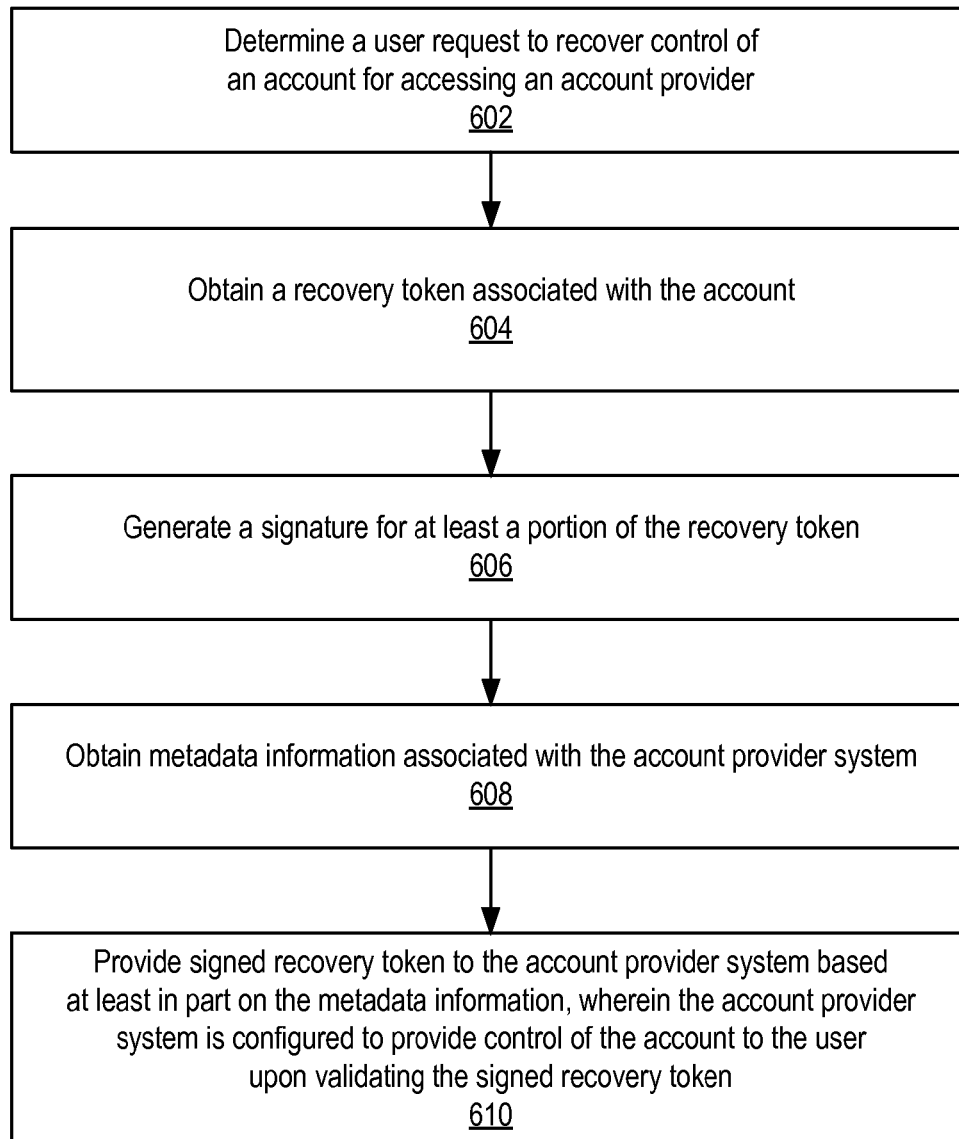 Determine a user request to recover control of
an account for accessing an account provider
602
Obtain a recovery token associated with the account
604
Generate a signature for at least a portion of the recovery token
606
Obtain metadata information associated with the account provider system
608
Provide signed recovery token to the account provider system based
at least in part on the metadata information, wherein the account provider
system is configured to provide control of the account to the user
upon validating the signed recovery token
610